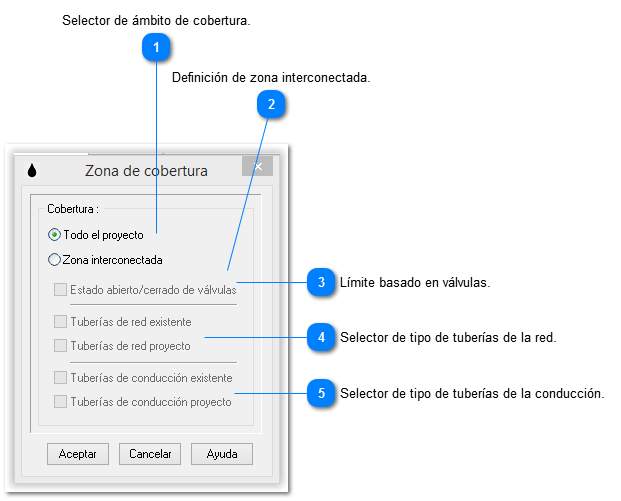 Selector de ámbito de cobertura.
1
Definición de zona interconectada.
2
Zona de cobertura
Cobertura :
Todo el proyecto
Zona interconectada
Estado abierto/cerrado de válvulas
3 Límite basado en válvulas.
Tuberías de red existente
Tuberías de red proyecto
4 Selector de tipo de tuberías de la red.
Tuberías de conducción existente
Tuberías de conducción proyecto
5 Selector de tipo de tuberías de la conducción.
Aceptar Cancelar Ayuda